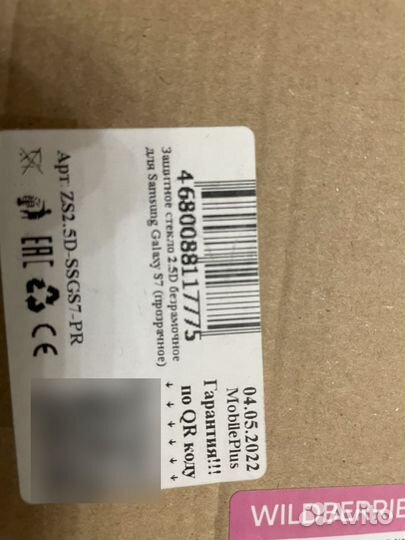 4680088117775
Защитное стекло 2.5D безрамочное
для Samsung Galaxy S7 (прозрачное)
Арт. ZS2.5D-SSGS7-PR
EAC CE
04.05.2022
MobilePlus
Гарантия!!!
по QR коду
↓ ↓ ↓ ↓ ↓ ↓
WILDBERRIE
Avito